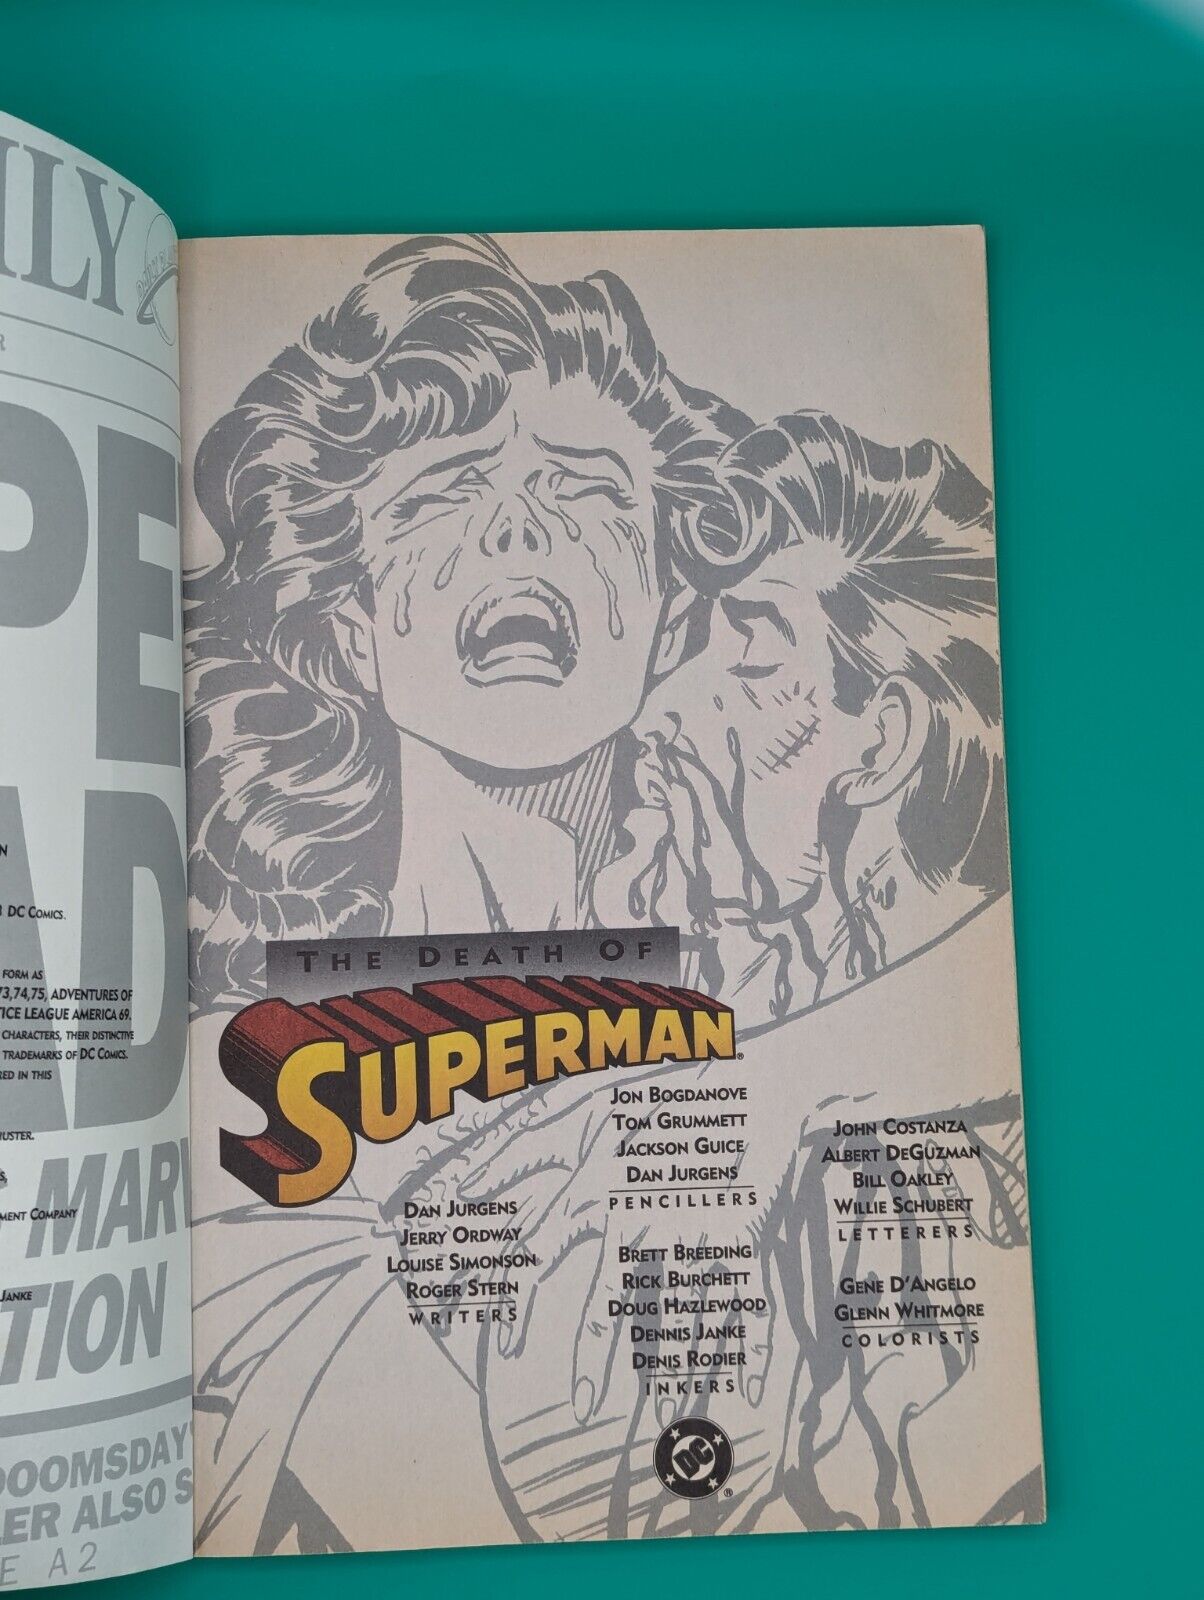 ILY
DAILY PLANET
R
PE
AD
N
DC COMICS.
FORM AS
73,74,75, ADVENTURES OF
TICE LEAGUE AMERICA 69.
CHARACTERS, THEIR DISTINCTIVE
TRADEMARKS OF DC COMICS.
RED IN THIS
HUSTER.
S,
MENT COMPANY
JANKE
MAR
TION
DOOMSDAY
LER ALSO S
E A2
THE DEATH OF
SUPERMAN®
JON BOGDANOVE
TOM GRUMMETT
JACKSON GUICE
DAN JURGENS
PENCILLERS
JOHN COSTANZA
ALBERT DEGUZMAN
BILL OAKLEY
WILLIE SCHUBERT
LETTERERS
DAN JURGENS
JERRY ORDWAY
LOUISE SIMONSON
ROGER STERN
WRITERS
BRETT BREEDING
RICK BURCHETT
DOUG HAZLEWOOD
DENNIS JANKE
DENIS RODIER
INKERS
GENE D'ANGELO
GLENN WHITMORE
COLORISTS
DC
®